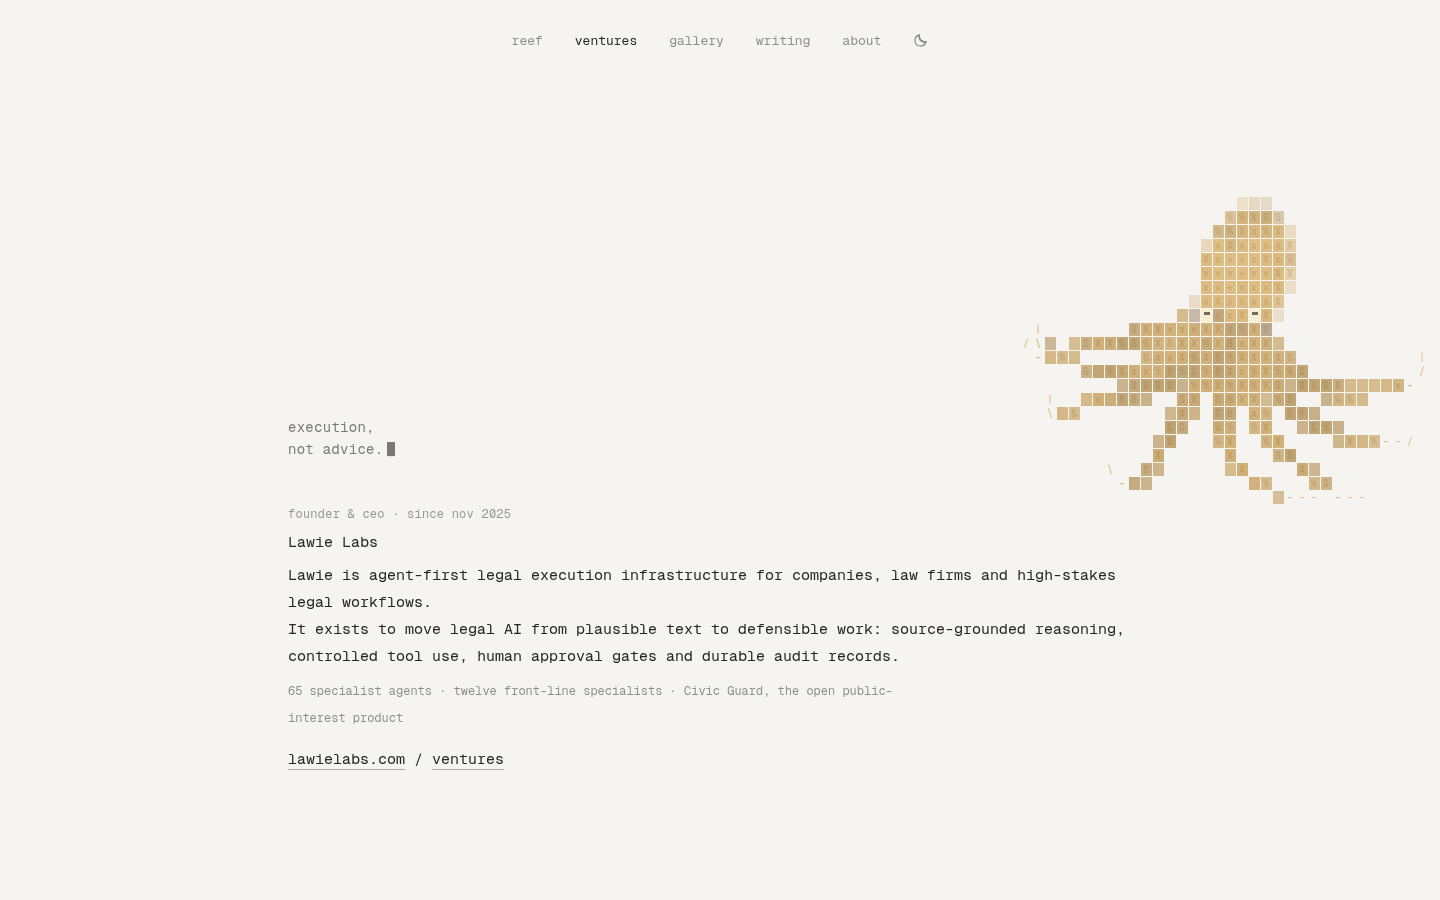 reef ventures gallery writing about
execution,
not advice.
founder & ceo · since nov 2025
Lawie Labs
Lawie is agent-first legal execution infrastructure for companies, law firms and high-stakes
legal workflows.
It exists to move legal AI from plausible text to defensible work: source-grounded reasoning,
controlled tool use, human approval gates and durable audit records.
65 specialist agents · twelve front-line specialists · Civic Guard, the open public-
interest product
lawielabs.com / ventures